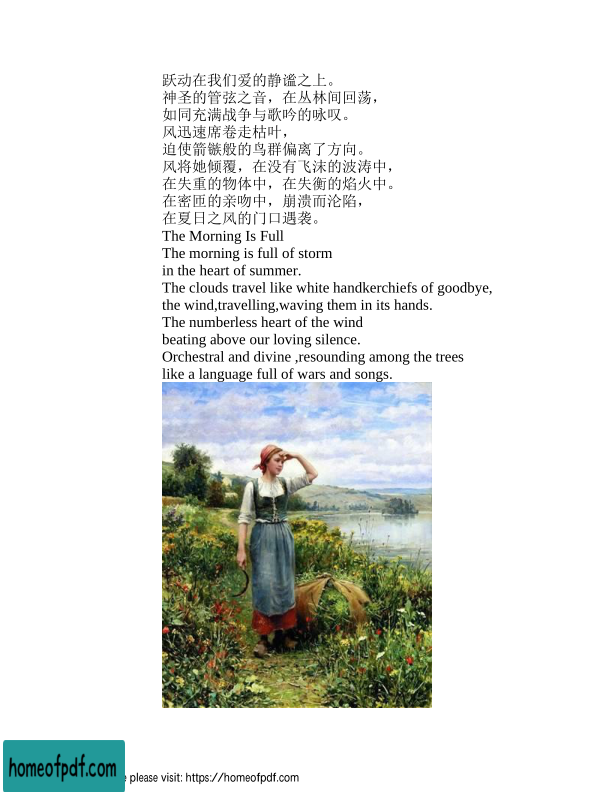 跃动在我们爱的静谧之上。
神圣的管弦之音，在丛林间回荡，
如同充满战争与歌吟的咏叹。
风迅速席卷走枯叶，
迫使箭镞般的鸟群偏离了方向。
风将她倾覆，在没有飞沫的波涛中，
在失重的物体中，在失衡的焰火中。
在密匝的亲吻中，崩溃而沦陷，
在夏日之风的门口遇袭。
The Morning Is Full
The morning is full of storm
in the heart of summer.
The clouds travel like white handkerchiefs of goodbye,
the wind,travelling,waving them in its hands.
The numberless heart of the wind
beating above our loving silence.
Orchestral and divine ,resounding among the trees
like a language full of wars and songs.
homeofpdf.com
please visit: https://homeofpdf.com